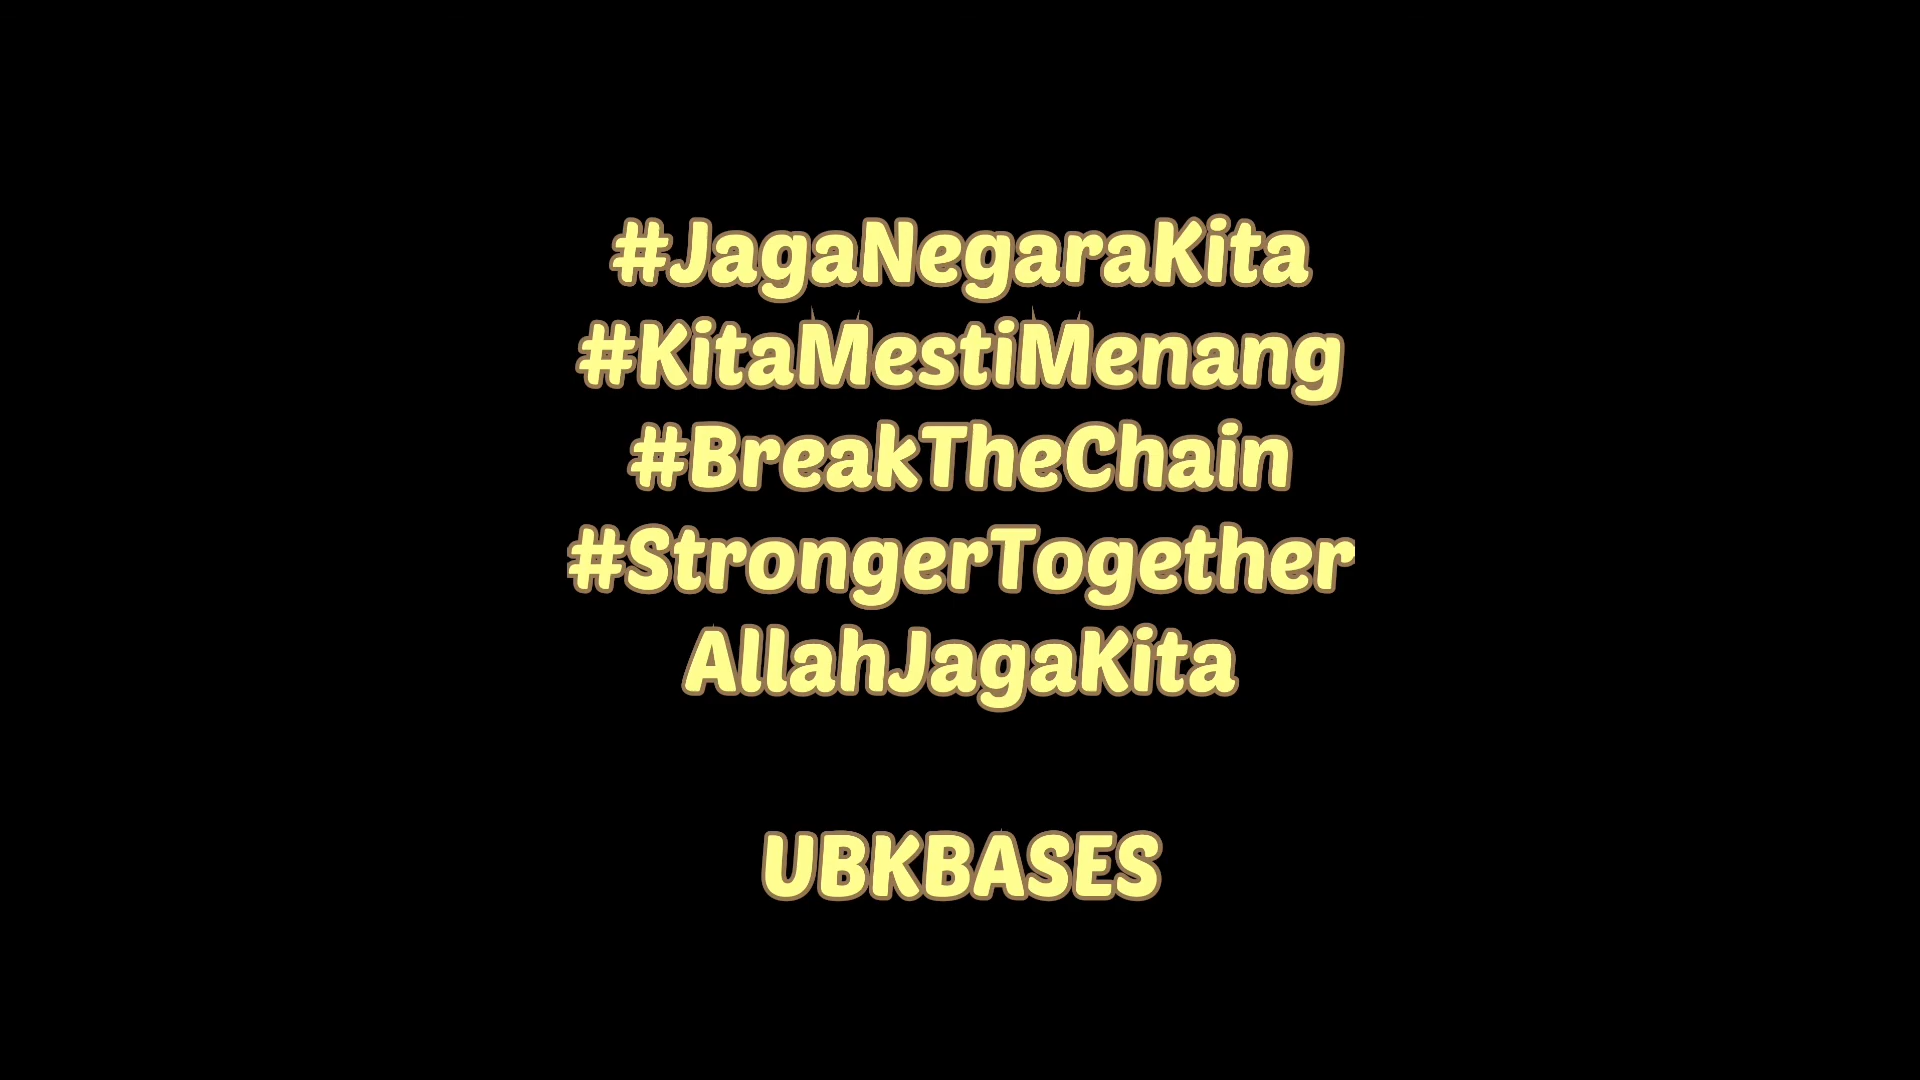 #JagaNegaraKita
#KitaMestiMenang
#BreakTheChain
#StrongerTogether
AllahJagaKita
UBKBASES